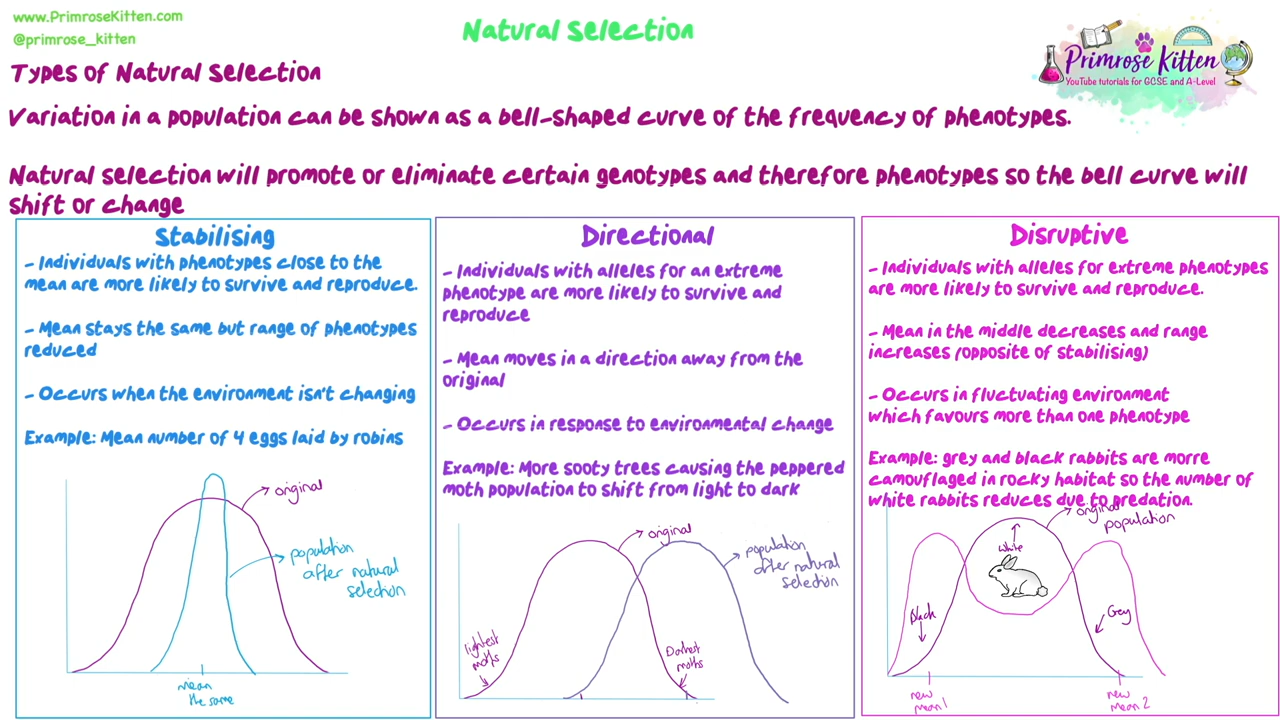 www.PrimroseKitten.com
@primrose_kitten
Natural Selection
Primrose Kitten
YouTube tutorials for GCSE and A-Level
Types of Natural Selection
Variation in a population can be shown as a bell-shaped curve of the frequency of phenotypes.
Natural selection will promote or eliminate certain genotypes and therefore phenotypes so the bell curve will
shift or change
Stabilising
- Individuals with phenotypes close to the
mean are more likely to survive and reproduce.
- Mean stays the same but range of phenotypes
reduced
- Occurs when the environment isn't changing
Example: Mean number of 4 eggs laid by robins
original
population
after natural
selection
mean
the same
Directional
- Individuals with alleles for an extreme
phenotype are more likely to survive and
reproduce
- Mean moves in a direction away from the
original
- Occurs in response to environmental change
Example: More sooty trees causing the peppered
moth population to shift from light to dark
original
population
after natural
selection
lightest
moths
Darkest
moths
Disruptive
- Individuals with alleles for extreme phenotypes
are more likely to survive and reproduce.
- Mean in the middle decreases and range
increases (opposite of stabilising)
- Occurs in fluctuating environment
which favours more than one phenotype
Example: grey and black rabbits are morre
camouflaged in rocky habitat so the number of
white rabbits reduces due to predation.
original
population
white
Black
Grey
new
mean 1
new
mean 2